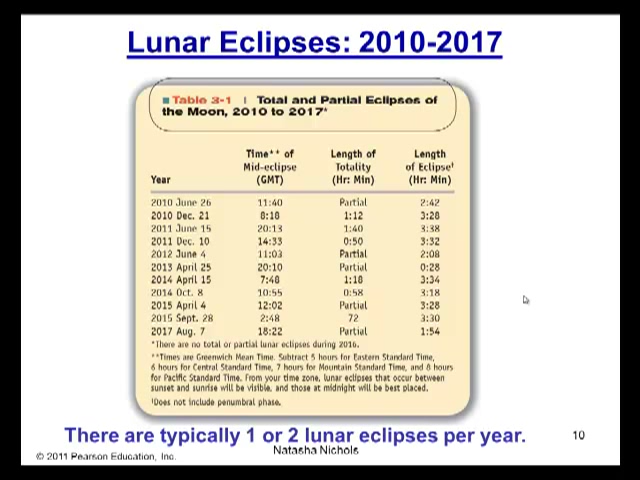 Lunar Eclipses: 2010-2017
■ Table 3-1 | Total and Partial Eclipses of
the Moon, 2010 to 2017*
Time** of Length of Length
Mid-eclipse Totality of Eclipse†
Year (GMT) (Hr: Min) (Hr: Min)
2010 June 26 11:40 Partial 2:42
2010 Dec. 21 8:18 1:12 3:28
2011 June 15 20:13 1:40 3:38
2011 Dec. 10 14:33 0:50 3:32
2012 June 4 11:03 Partial 2:08
2013 April 25 20:10 Partial 0:28
2014 April 15 7:48 1:18 3:34
2014 Oct. 8 10:55 0:58 3:18
2015 April 4 12:02 Partial 3:28
2015 Sept. 28 2:48 72 3:30
2017 Aug. 7 18:22 Partial 1:54
*There are no total or partial lunar eclipses during 2016.
**Times are Greenwich Mean Time. Subtract 5 hours for Eastern Standard Time,
6 hours for Central Standard Time, 7 hours for Mountain Standard Time, and 8 hours
for Pacific Standard Time. From your time zone, lunar eclipses that occur between
sunset and sunrise will be visible, and those at midnight will be best placed.
†Does not include penumbral phase.
There are typically 1 or 2 lunar eclipses per year.
10
Natasha Nichols
© 2011 Pearson Education, Inc.